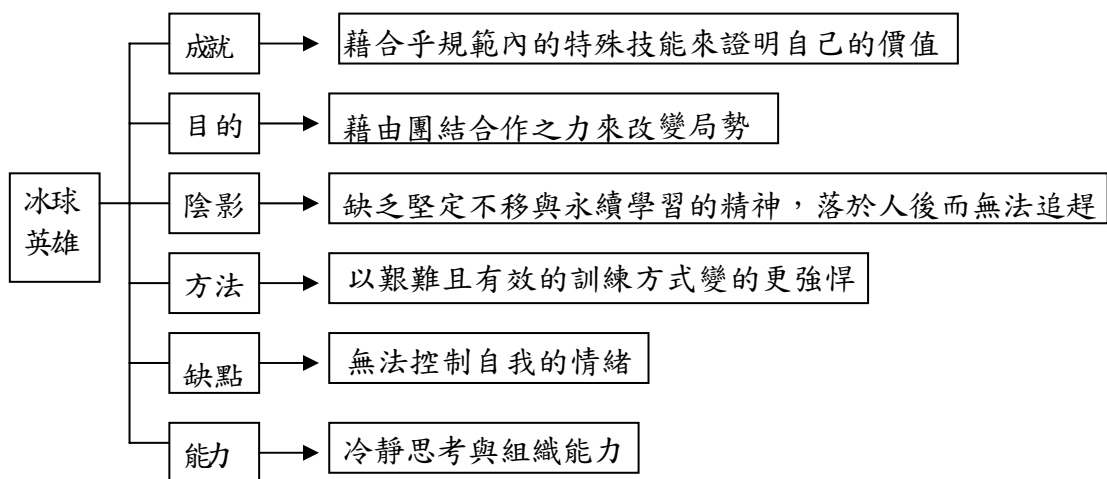 冰球
英雄
成就
藉合乎規範內的特殊技能來證明自己的價值
目的
藉由團結合作之力來改變局勢
陰影
缺乏堅定不移與永續學習的精神，落於人後而無法追趕
方法
以艱難且有效的訓練方式變的更強悍
缺點
無法控制自我的情緒
能力
冷靜思考與組織能力